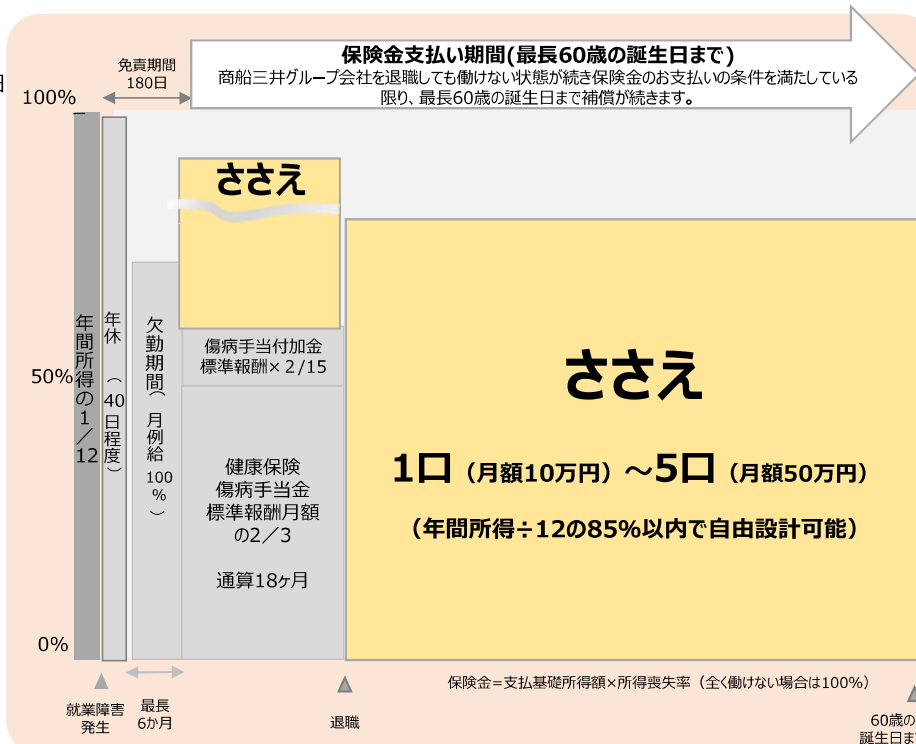 保険金支払い期間(最長60歳の誕生日まで)
商船三井グループ会社を退職しても働けない状態が続き保険金のお支払いの条件を満たしている
限り、最長60歳の誕生日まで補償が続きます。
免責期間
180日
日
100%
50%
0%
年間所得の1/12
年休 (40日程度)
欠勤期間(月例給100%)
ささえ
傷病手当付加金
標準報酬×2/15
健康保険
傷病手当金
標準報酬月額
の2/3
通算18ヶ月
ささえ
1口(月額10万円)~5口(月額50万円)
(年間所得÷12の85%以内で自由設計可能)
保険金=支払基礎所得額×所得喪失率(全く働けない場合は100%)
就業障害
発生
最長
6か月
退職
60歳の
誕生日ま